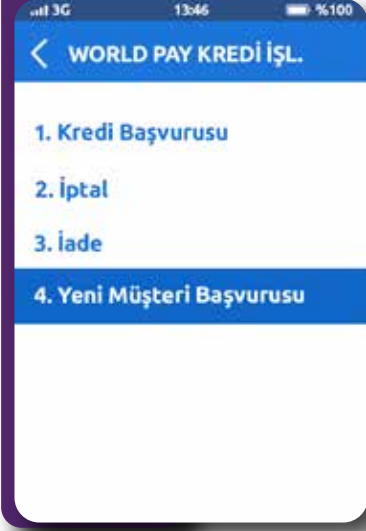 3G 13:46 %100
WORLD PAY KREDİ İŞL.
1. Kredi Başvurusu
2. İptal
3. İade
4. Yeni Müşteri Başvurusu